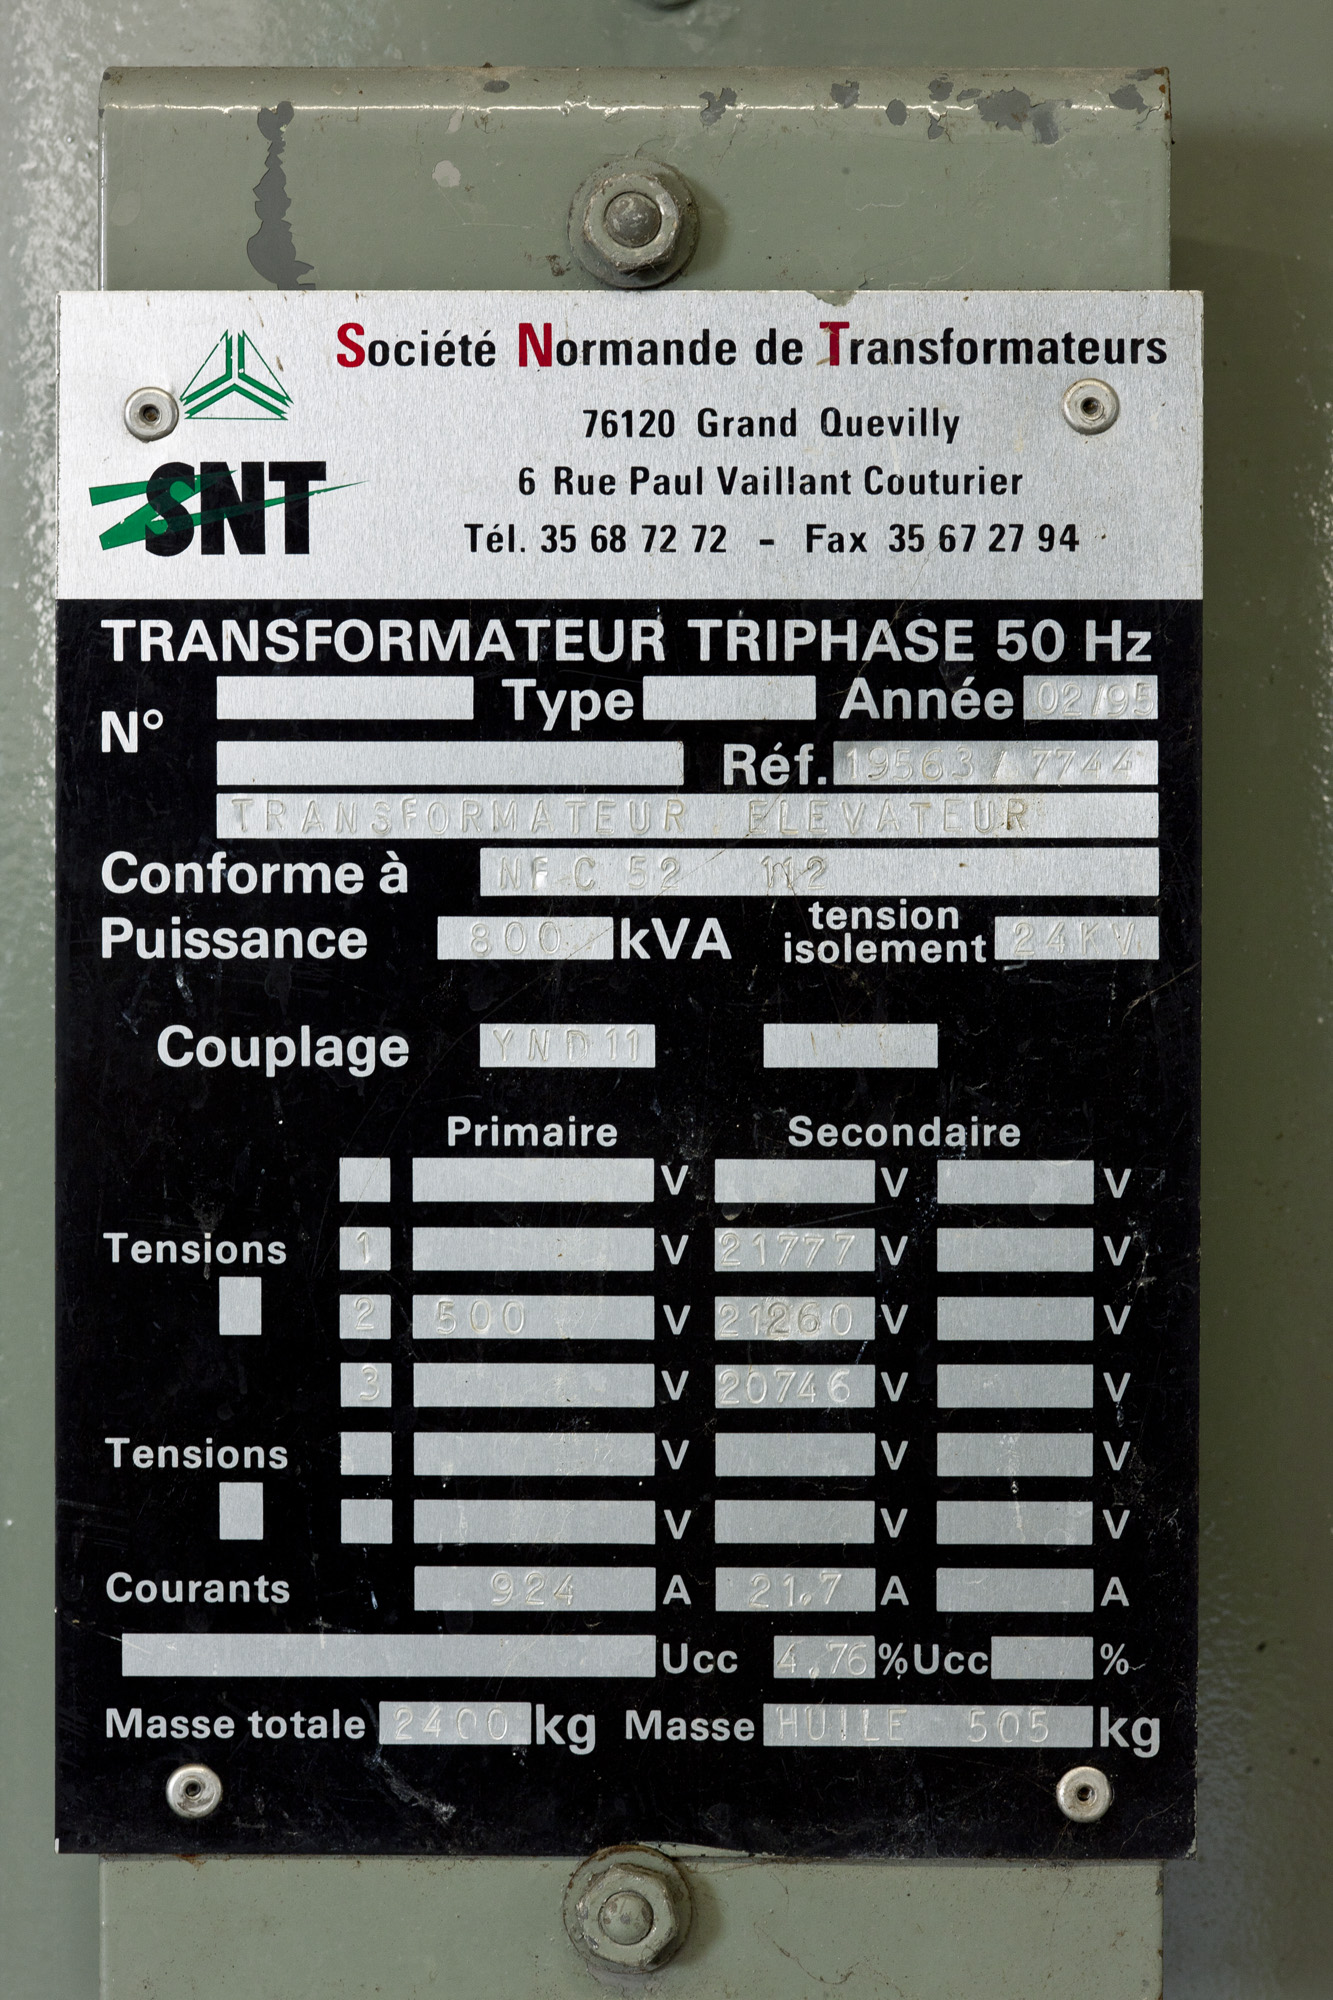 Société Normande de Transformateurs
76120 Grand Quevilly
SNT
6 Rue Paul Vaillant Couturier
Tél. 35 68 72 72 - Fax 35 67 27 94
TRANSFORMATEUR TRIPHASE 50 Hz
N° Type Année 02/95
Réf. 19563/7744
TRANSFORMATEUR ELEVATEUR
Conforme à NF C 52 112
Puissance 800 kVA tension isolement 24KV
Couplage YND11
Primaire Secondaire
V V V
Tensions 1 V 21777 V V
2 500 V 21260 V V
3 V 20746 V V
Tensions V V V
V V V
Courants 924 A 21.7 A A
Ucc 4,76 % Ucc %
Masse totale 2400 kg Masse HUILE 505 kg